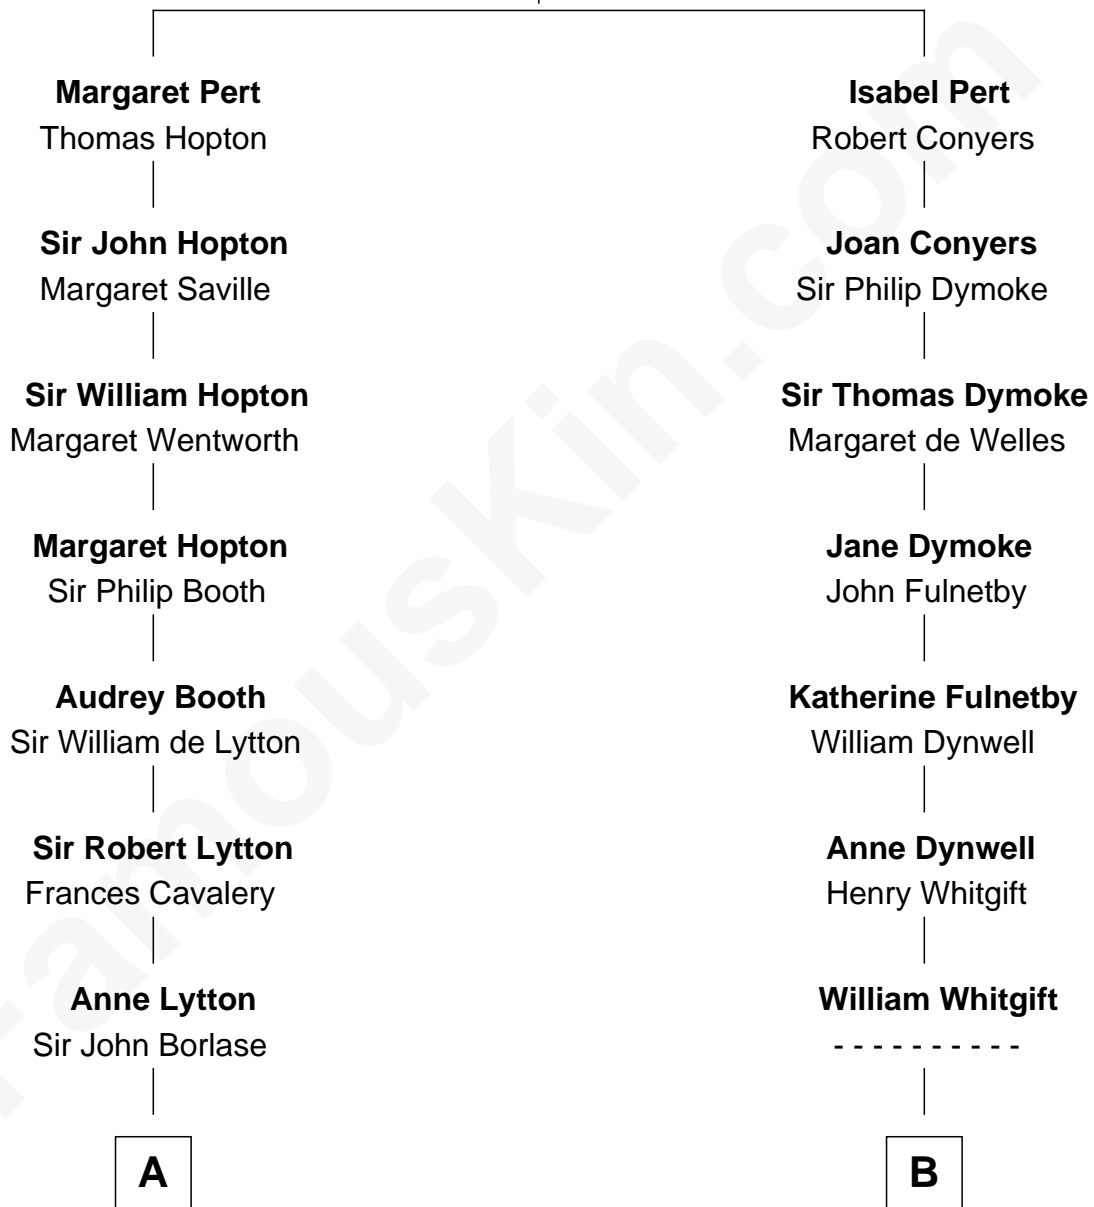 Margaret Pert
Thomas Hopton
Sir John Hopton
Margaret Saville
Sir William Hopton
Margaret Wentworth
Margaret Hopton
Sir Philip Booth
Audrey Booth
Sir William de Lytton
Sir Robert Lytton
Frances Cavalery
Anne Lytton
Sir John Borlase
A
Isabel Pert
Robert Conyers
Joan Conyers
Sir Philip Dymoke
Sir Thomas Dymoke
Margaret de Welles
Jane Dymoke
John Fulnetby
Katherine Fulnetby
William Dynwell
Anne Dynwell
Henry Whitgift
William Whitgift
- - - - - - - - - -
B
FamousKin.com